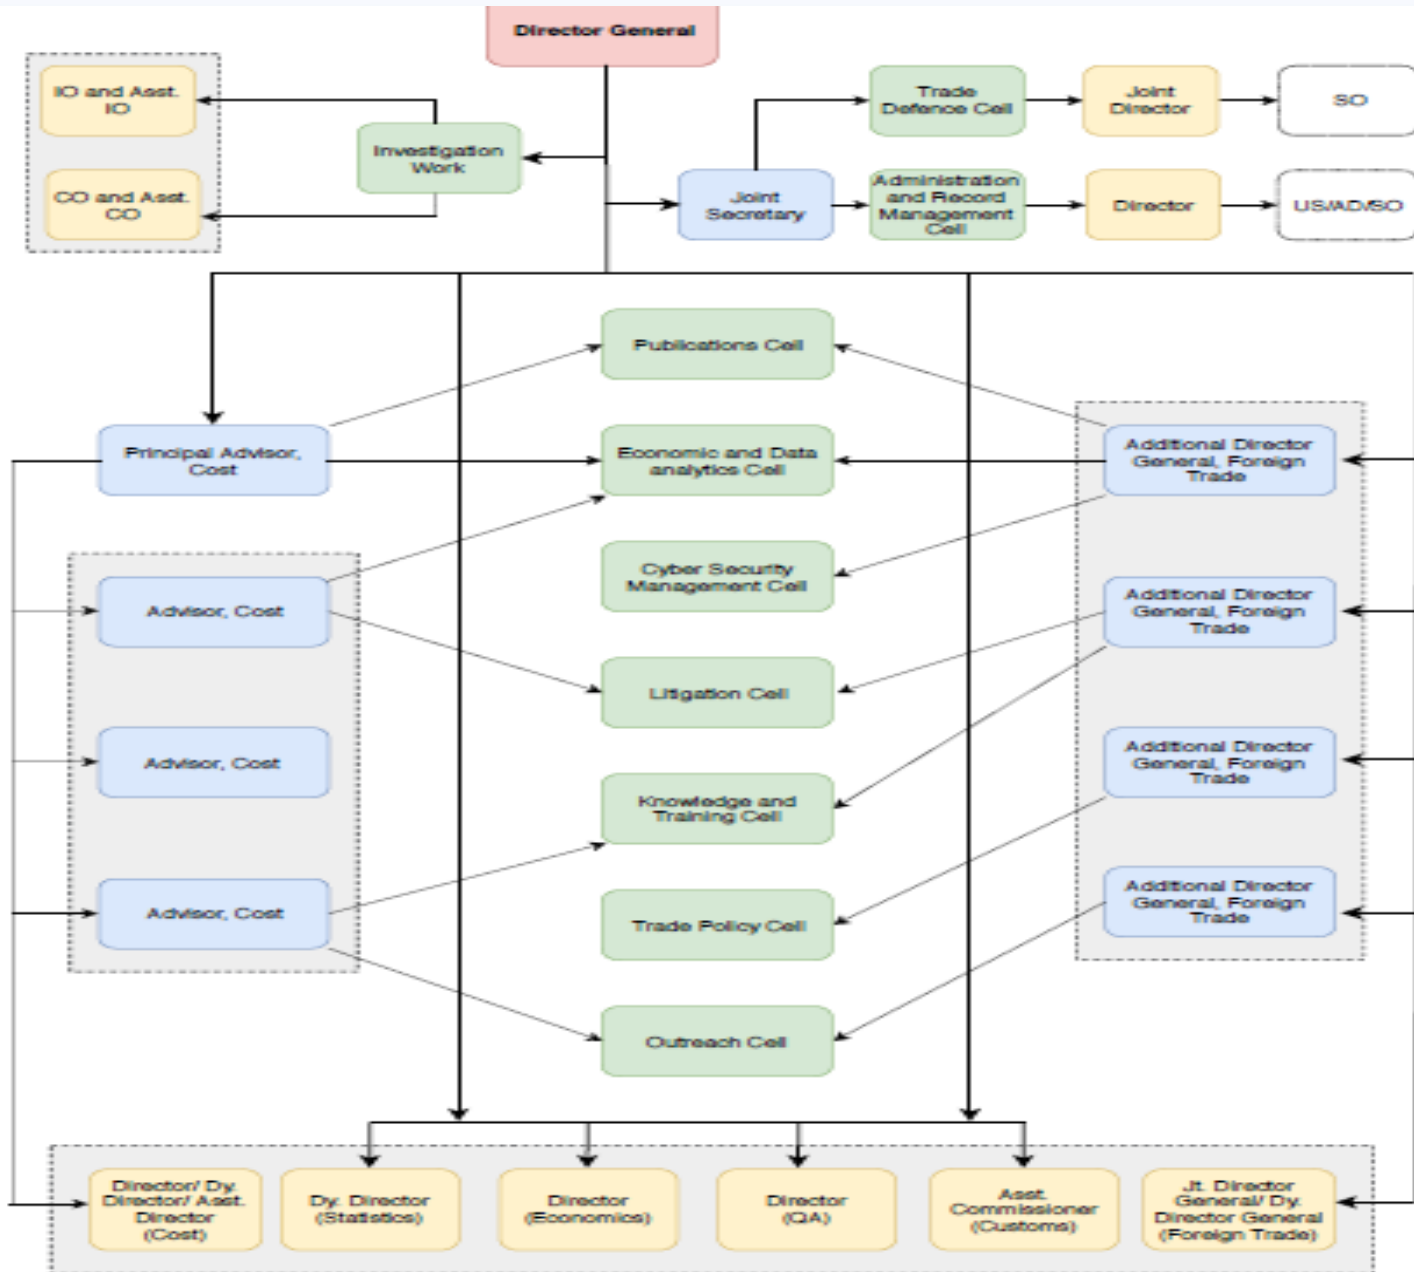 Director General
IO and Asst.
IO
Investigation
Work
CO and Asst.
CO
Trade
Defence Cell
Joint
Director
SO
Joint
Secretary
Administration
and Record
Management
Cell
Director
US/AD/SO
Publications Cell
Principal Advisor,
Cost
Economic and Data
analytics Cell
Additional Director
General, Foreign
Trade
Cyber Security
Management Cell
Advisor, Cost
Additional Director
General, Foreign
Trade
Litigation Cell
Advisor, Cost
Additional Director
General, Foreign
Trade
Knowledge and
Training Cell
Advisor, Cost
Additional Director
General, Foreign
Trade
Trade Policy Cell
Outreach Cell
Director/ Dy.
Director/ Asst.
Director
(Cost)
Dy. Director
(Statistics)
Director
(Economics)
Director
(QA)
Asst.
Commissioner
(Customs)
Jt. Director
General/ Dy.
Director General
(Foreign Trade)